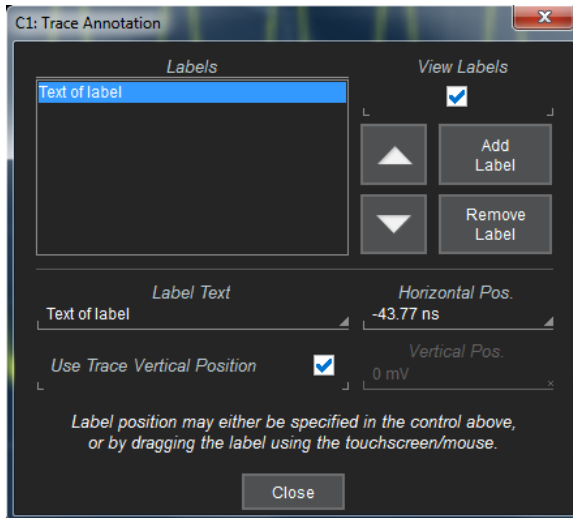 C1: Trace Annotation
Labels
View Labels
Text of label
Add
Label
Remove
Label
Label Text
Horizontal Pos.
Text of label
-43.77 ns
Use Trace Vertical Position
Vertical Pos.
0 mV
Label position may either be specified in the control above,
or by dragging the label using the touchscreen/mouse.
Close